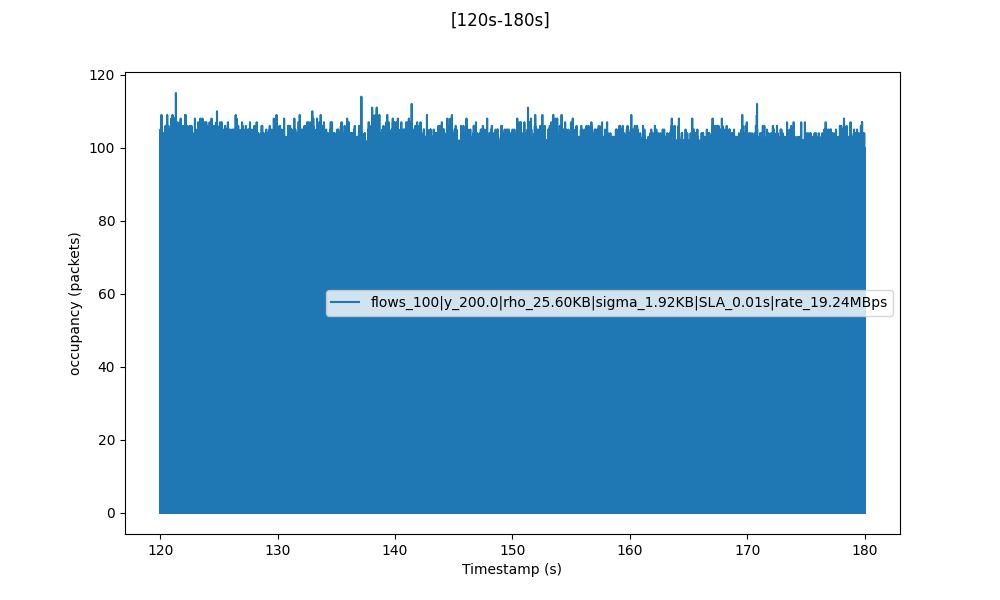 [120s-180s]
120
100
80
60
40
20
0
occupancy (packets)
flows_100|y_200.0|rho_25.60KB|sigma_1.92KB|SLA_0.01s|rate_19.24MBps
120 130 140 150 160 170 180
Timestamp (s)